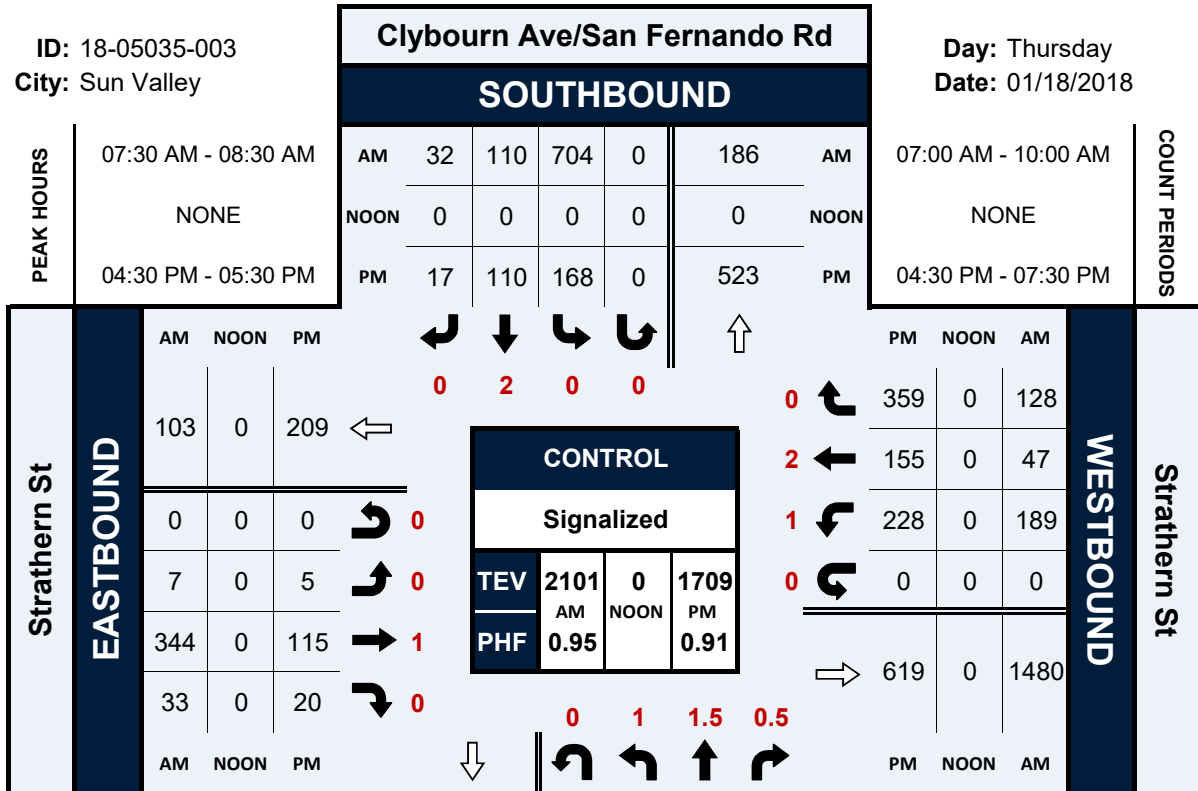 ID: 18-05035-003
City: Sun Valley
Clybourn Ave/San Fernando Rd
SOUTHBOUND
Day: Thursday
Date: 01/18/2018
PEAK HOURS
07:30 AM - 08:30 AM
NONE
04:30 PM - 05:30 PM
AM 32 110 704 0 186 AM
NOON 0 0 0 0 0 NOON
PM 17 110 168 0 523 PM
07:00 AM - 10:00 AM
NONE
04:30 PM - 07:30 PM
COUNT PERIODS
0 2 0 0
Strathern St
EASTBOUND
AM NOON PM
103 0 209
0 0 0 0
7 0 5 0
344 0 115 1
33 0 20 0
AM NOON PM
CONTROL
Signalized
TEV 2101 0 1709
AM NOON PM
PHF 0.95 0.91
PM NOON AM
0 359 0 128
2 155 0 47
1 228 0 189
0 0 0 0
619 0 1480
PM NOON AM
WESTBOUND
Strathern St
0 1 1.5 0.5